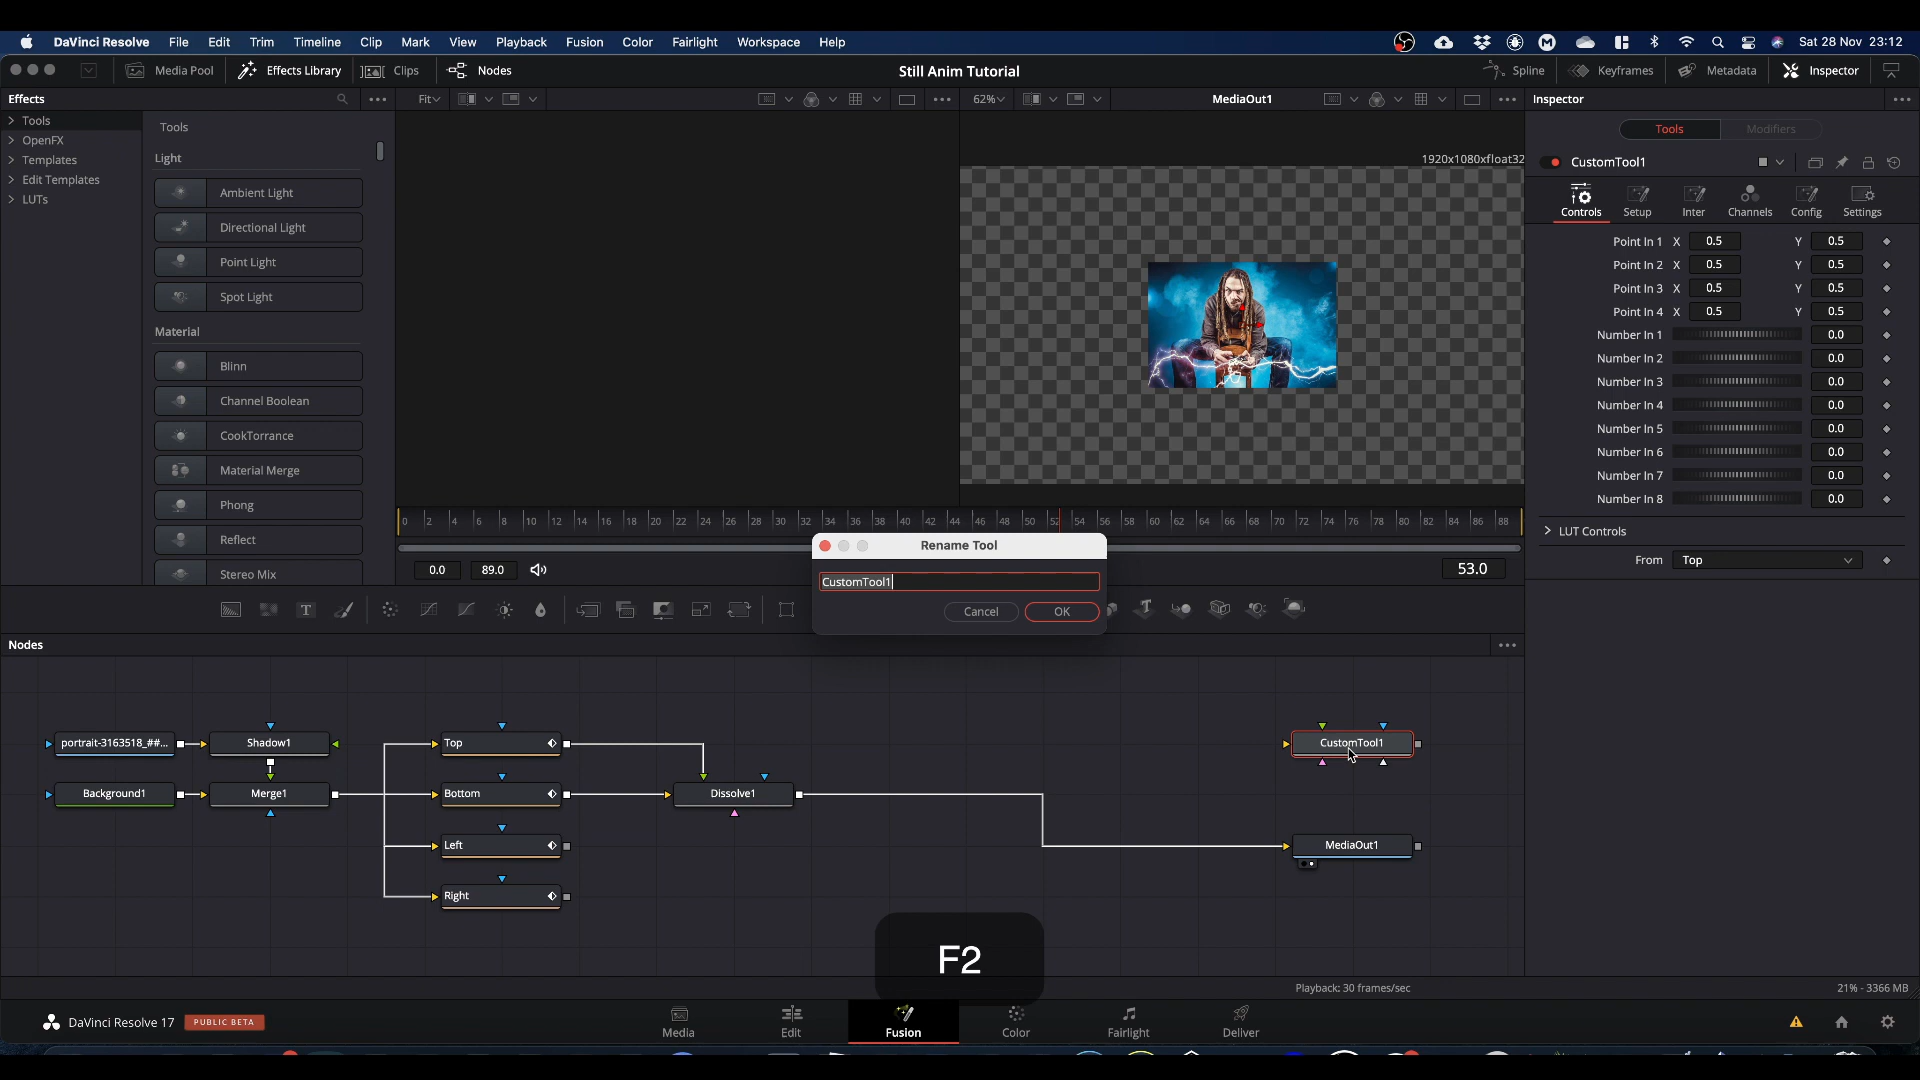 DaVinci Resolve File Edit Trim Timeline Clip Mark View Playback Fusion Color Fairlight Workspace Help Sat 28 Nov 23:12
Media Pool Effects Library Clips Nodes Still Anim Tutorial Spline Keyframes Metadata Inspector
Effects Fit 62% MediaOut1 Inspector
Tools
OpenFX
Templates
Edit Templates
LUTs
Tools
Light
Ambient Light
Directional Light
Point Light
Spot Light
Material
Blinn
Channel Boolean
CookTorrance
Material Merge
Phong
Reflect
Stereo Mix
1920x1080xfloat32
Tools Modifiers
CustomTool1
Controls Setup Inter Channels Config Settings
Point In 1 X 0.5 Y 0.5
Point In 2 X 0.5 Y 0.5
Point In 3 X 0.5 Y 0.5
Point In 4 X 0.5 Y 0.5
Number In 1 0.0
Number In 2 0.0
Number In 3 0.0
Number In 4 0.0
Number In 5 0.0
Number In 6 0.0
Number In 7 0.0
Number In 8 0.0
LUT Controls
From Top
0 2 4 6 8 10 12 14 16 18 20 22 24 26 28 30 32 34 36 38 40 42 44 46 48 50 52 54 56 58 60 62 64 66 68 70 72 74 76 78 80 82 84 86 88
0.0 89.0 53.0
Rename Tool
CustomTool1
Cancel OK
T
Nodes
portrait-3163518_##... Shadow1 Top CustomTool1
Background1 Merge1 Bottom Dissolve1
Left MediaOut1
Right
F2
Playback: 30 frames/sec 21% - 3366 MB
DaVinci Resolve 17 PUBLIC BETA Media Edit Fusion Color Fairlight Deliver